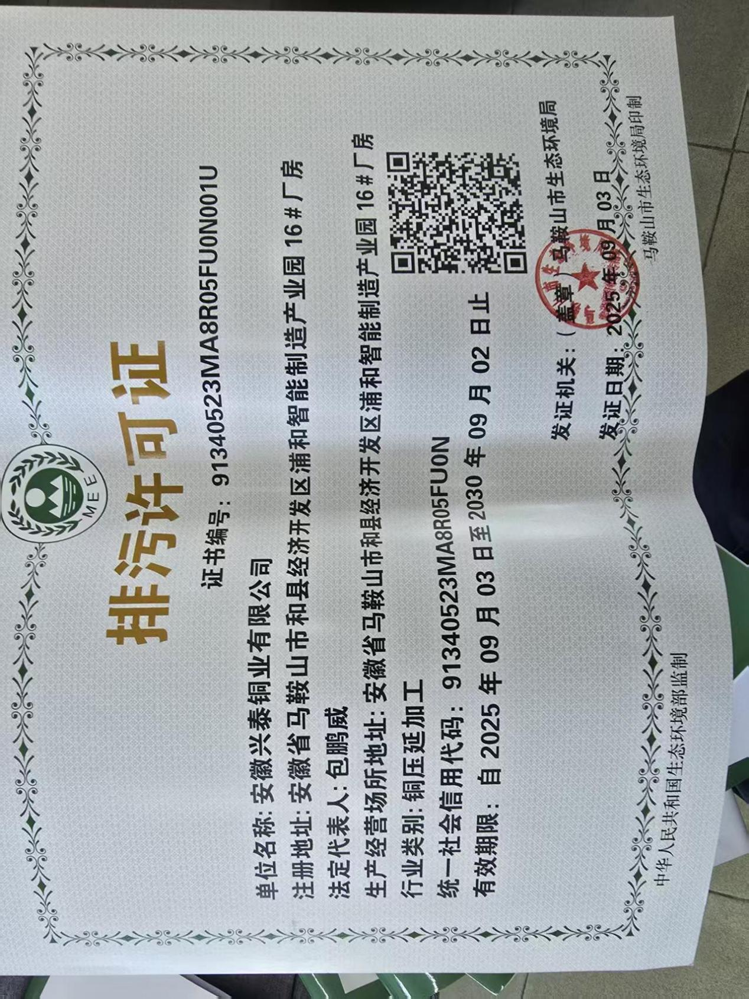 MEE
排污许可证
证书编号：91340523MA8R05FU0N001U
单位名称：安徽兴泰铜业有限公司
注册地址：安徽省马鞍山市和县经济开发区浦和智能制造产业园16#厂房
法定代表人：包鹏威
生产经营场所地址：安徽省马鞍山市和县经济开发区浦和智能制造产业园16#厂房
行业类别：铜压延加工
统一社会信用代码：91340523MA8R05FU0N
有效期限：自2025年09月03日至2030年09月02日止
发证机关：（盖章）马鞍山市生态环境局
发证日期：2025年09月03日
中华人民共和国生态环境部监制
马鞍山市生态环境局印制